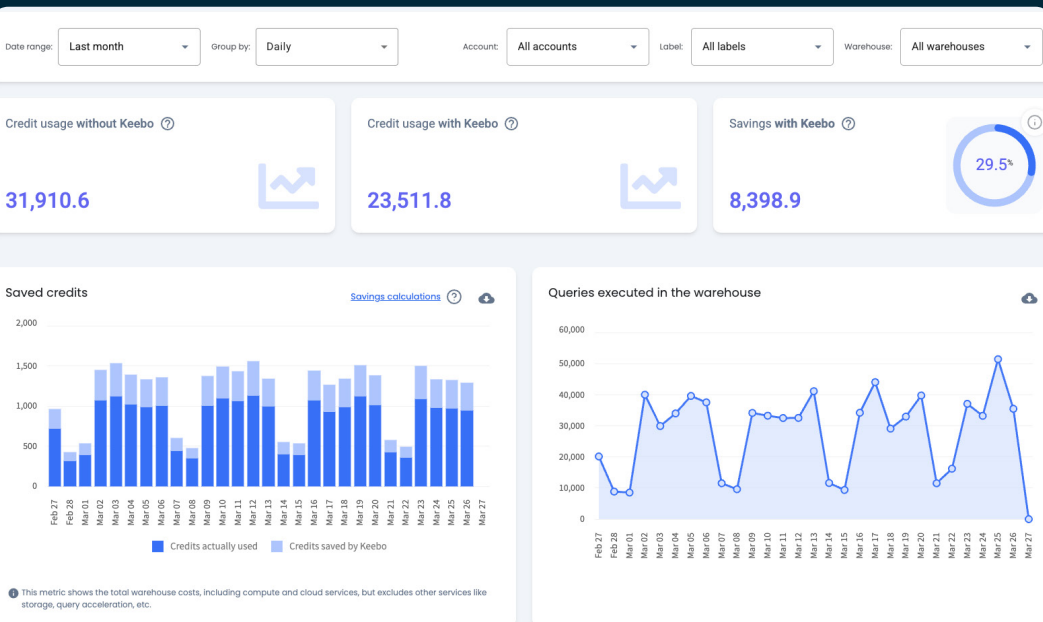 Date range: Last month Group by: Daily Account: All accounts Label: All labels Warehouse: All warehouses
Credit usage without Keebo ?
31,910.6
Credit usage with Keebo ?
23,511.8
Savings with Keebo ?
8,398.9
29.5%
Saved credits
Savings calculations ?
2,000
1,500
1,000
500
0
Feb 27
Feb 28
Mar 01
Mar 02
Mar 03
Mar 04
Mar 05
Mar 06
Mar 07
Mar 08
Mar 09
Mar 10
Mar 11
Mar 12
Mar 13
Mar 14
Mar 15
Mar 16
Mar 17
Mar 18
Mar 19
Mar 20
Mar 21
Mar 22
Mar 23
Mar 24
Mar 25
Mar 26
Mar 27
Credits actually used Credits saved by Keebo
This metric shows the total warehouse costs, including compute and cloud services, but excludes other services like
storage, query acceleration, etc.
Queries executed in the warehouse
60,000
50,000
40,000
30,000
20,000
10,000
0
Feb 27
Feb 28
Mar 01
Mar 02
Mar 03
Mar 04
Mar 05
Mar 06
Mar 07
Mar 08
Mar 09
Mar 10
Mar 11
Mar 12
Mar 13
Mar 14
Mar 15
Mar 16
Mar 17
Mar 18
Mar 19
Mar 20
Mar 21
Mar 22
Mar 23
Mar 24
Mar 25
Mar 26
Mar 27